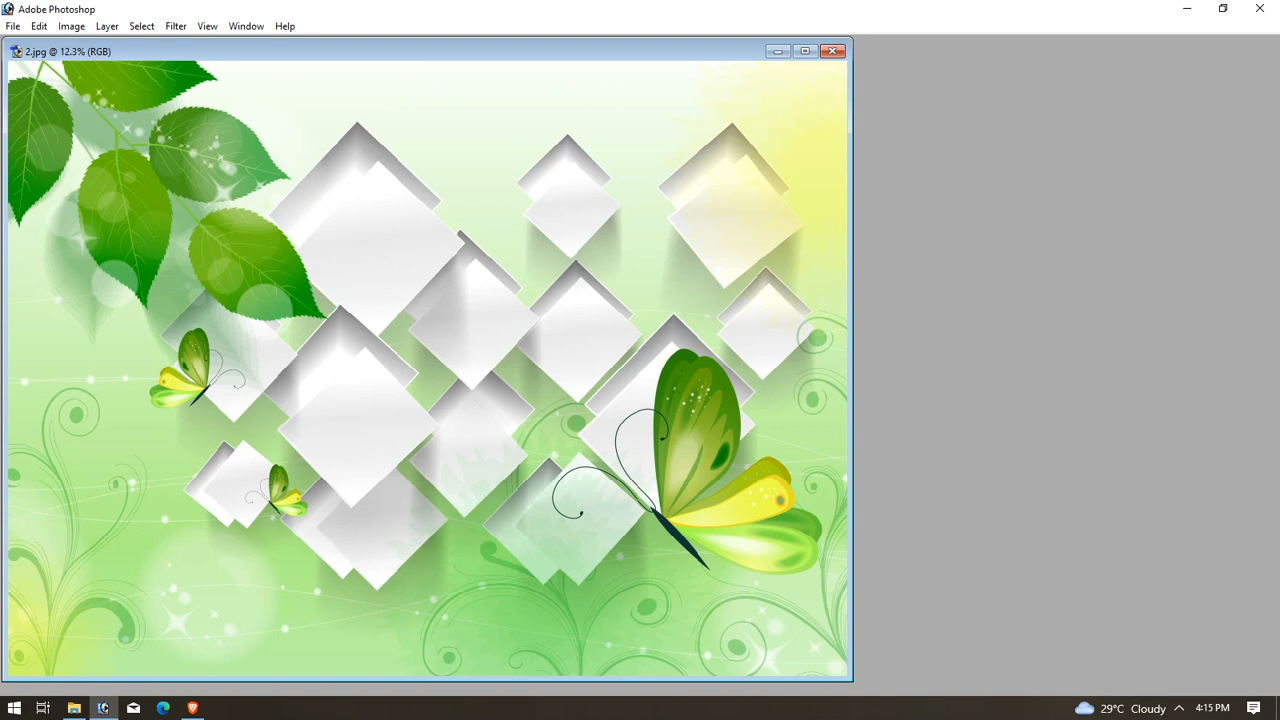 Adobe Photoshop
File Edit Image Layer Select Filter View Window Help
2.jpg @ 12.3% (RGB)
29°C Cloudy 4:15 PM